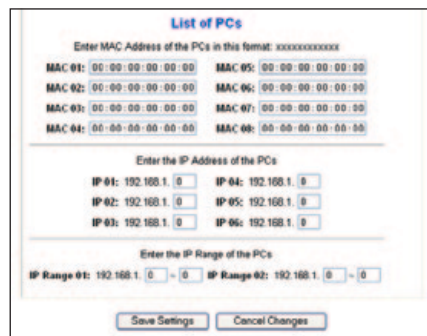 List of PCs
Enter MAC Address of the PCs in this format: xxxxxxxxxxxx
MAC 01: 00:00:00:00:00:00 MAC 05: 00:00:00:00:00:00
MAC 02: 00:00:00:00:00:00 MAC 06: 00:00:00:00:00:00
MAC 03: 00:00:00:00:00:00 MAC 07: 00:00:00:00:00:00
MAC 04: 00:00:00:00:00:00 MAC 08: 00:00:00:00:00:00
Enter the IP Address of the PCs
IP 01: 192.168.1. 0 IP 04: 192.168.1. 0
IP 02: 192.168.1. 0 IP 05: 192.168.1. 0
IP 03: 192.168.1. 0 IP 06: 192.168.1. 0
Enter the IP Range of the PCs
IP Range 01: 192.168.1. 0 ~ 0 IP Range 02: 192.168.1. 0 ~ 0
Save Settings Cancel Changes